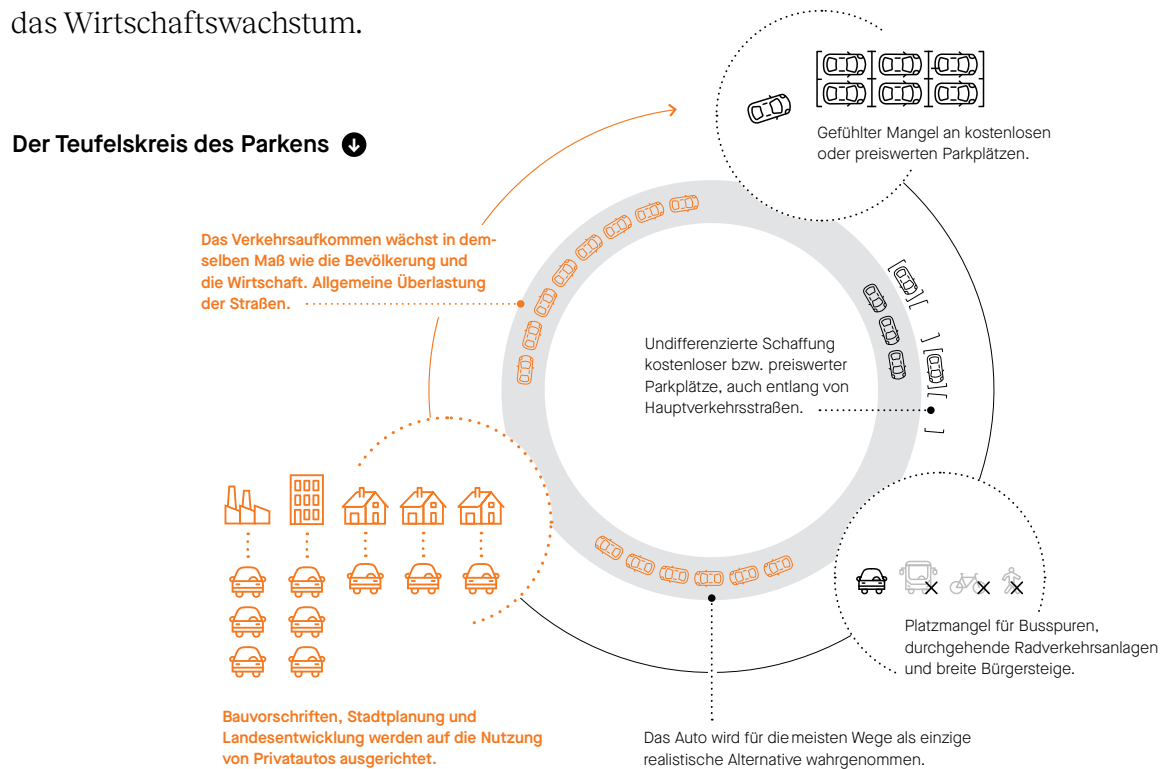 das Wirtschaftswachstum.
Der Teufelskreis des Parkens
Gefühlter Mangel an kostenlosen
oder preiswerten Parkplätzen.
Das Verkehrsaufkommen wächst in dem-
selben Maß wie die Bevölkerung und
die Wirtschaft. Allgemeine Überlastung
der Straßen.
Undifferenzierte Schaffung
kostenloser bzw. preiswerter
Parkplätze, auch entlang von
Hauptverkehrsstraßen.
Platzmangel für Busspuren,
durchgehende Radverkehrsanlagen
und breite Bürgersteige.
Bauvorschriften, Stadtplanung und
Landesentwicklung werden auf die Nutzung
von Privatautos ausgerichtet.
Das Auto wird für die meisten Wege als einzige
realistische Alternative wahrgenommen.